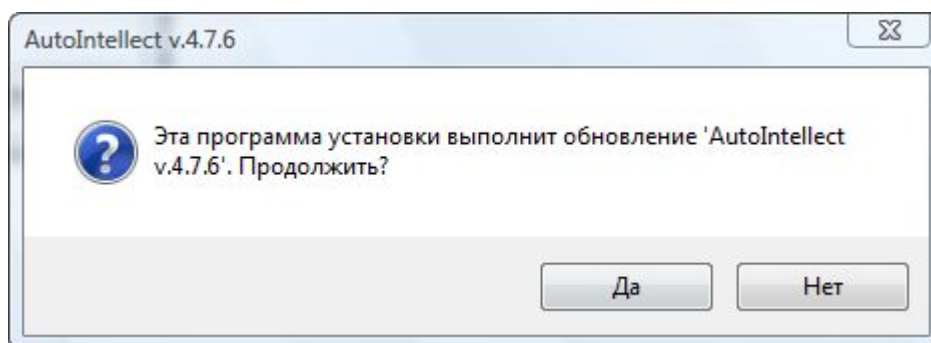 AutoIntellect v.4.7.6
Эта программа установки выполнит обновление 'AutoIntellect
v.4.7.6'. Продолжить?
Да
Нет